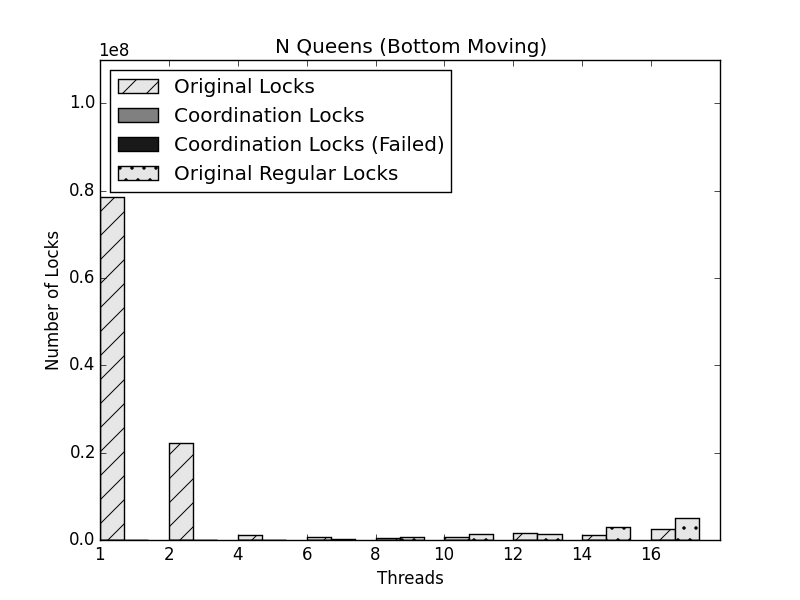 N Queens (Bottom Moving)
1e8
Original Locks
Coordination Locks
Coordination Locks (Failed)
Original Regular Locks
1.0
0.8
0.6
0.4
0.2
0.0
Number of Locks
1 2 4 6 8 10 12 14 16
Threads